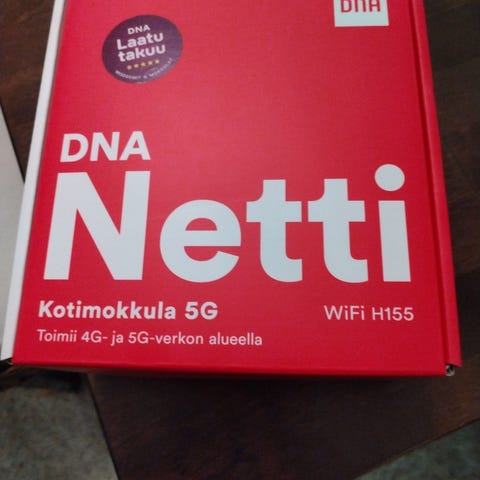 DNA
DNA
Laatu
takuu
DNA
Netti
Kotimokkula 5G
WiFi H155
Toimii 4G- ja 5G-verkon alueella